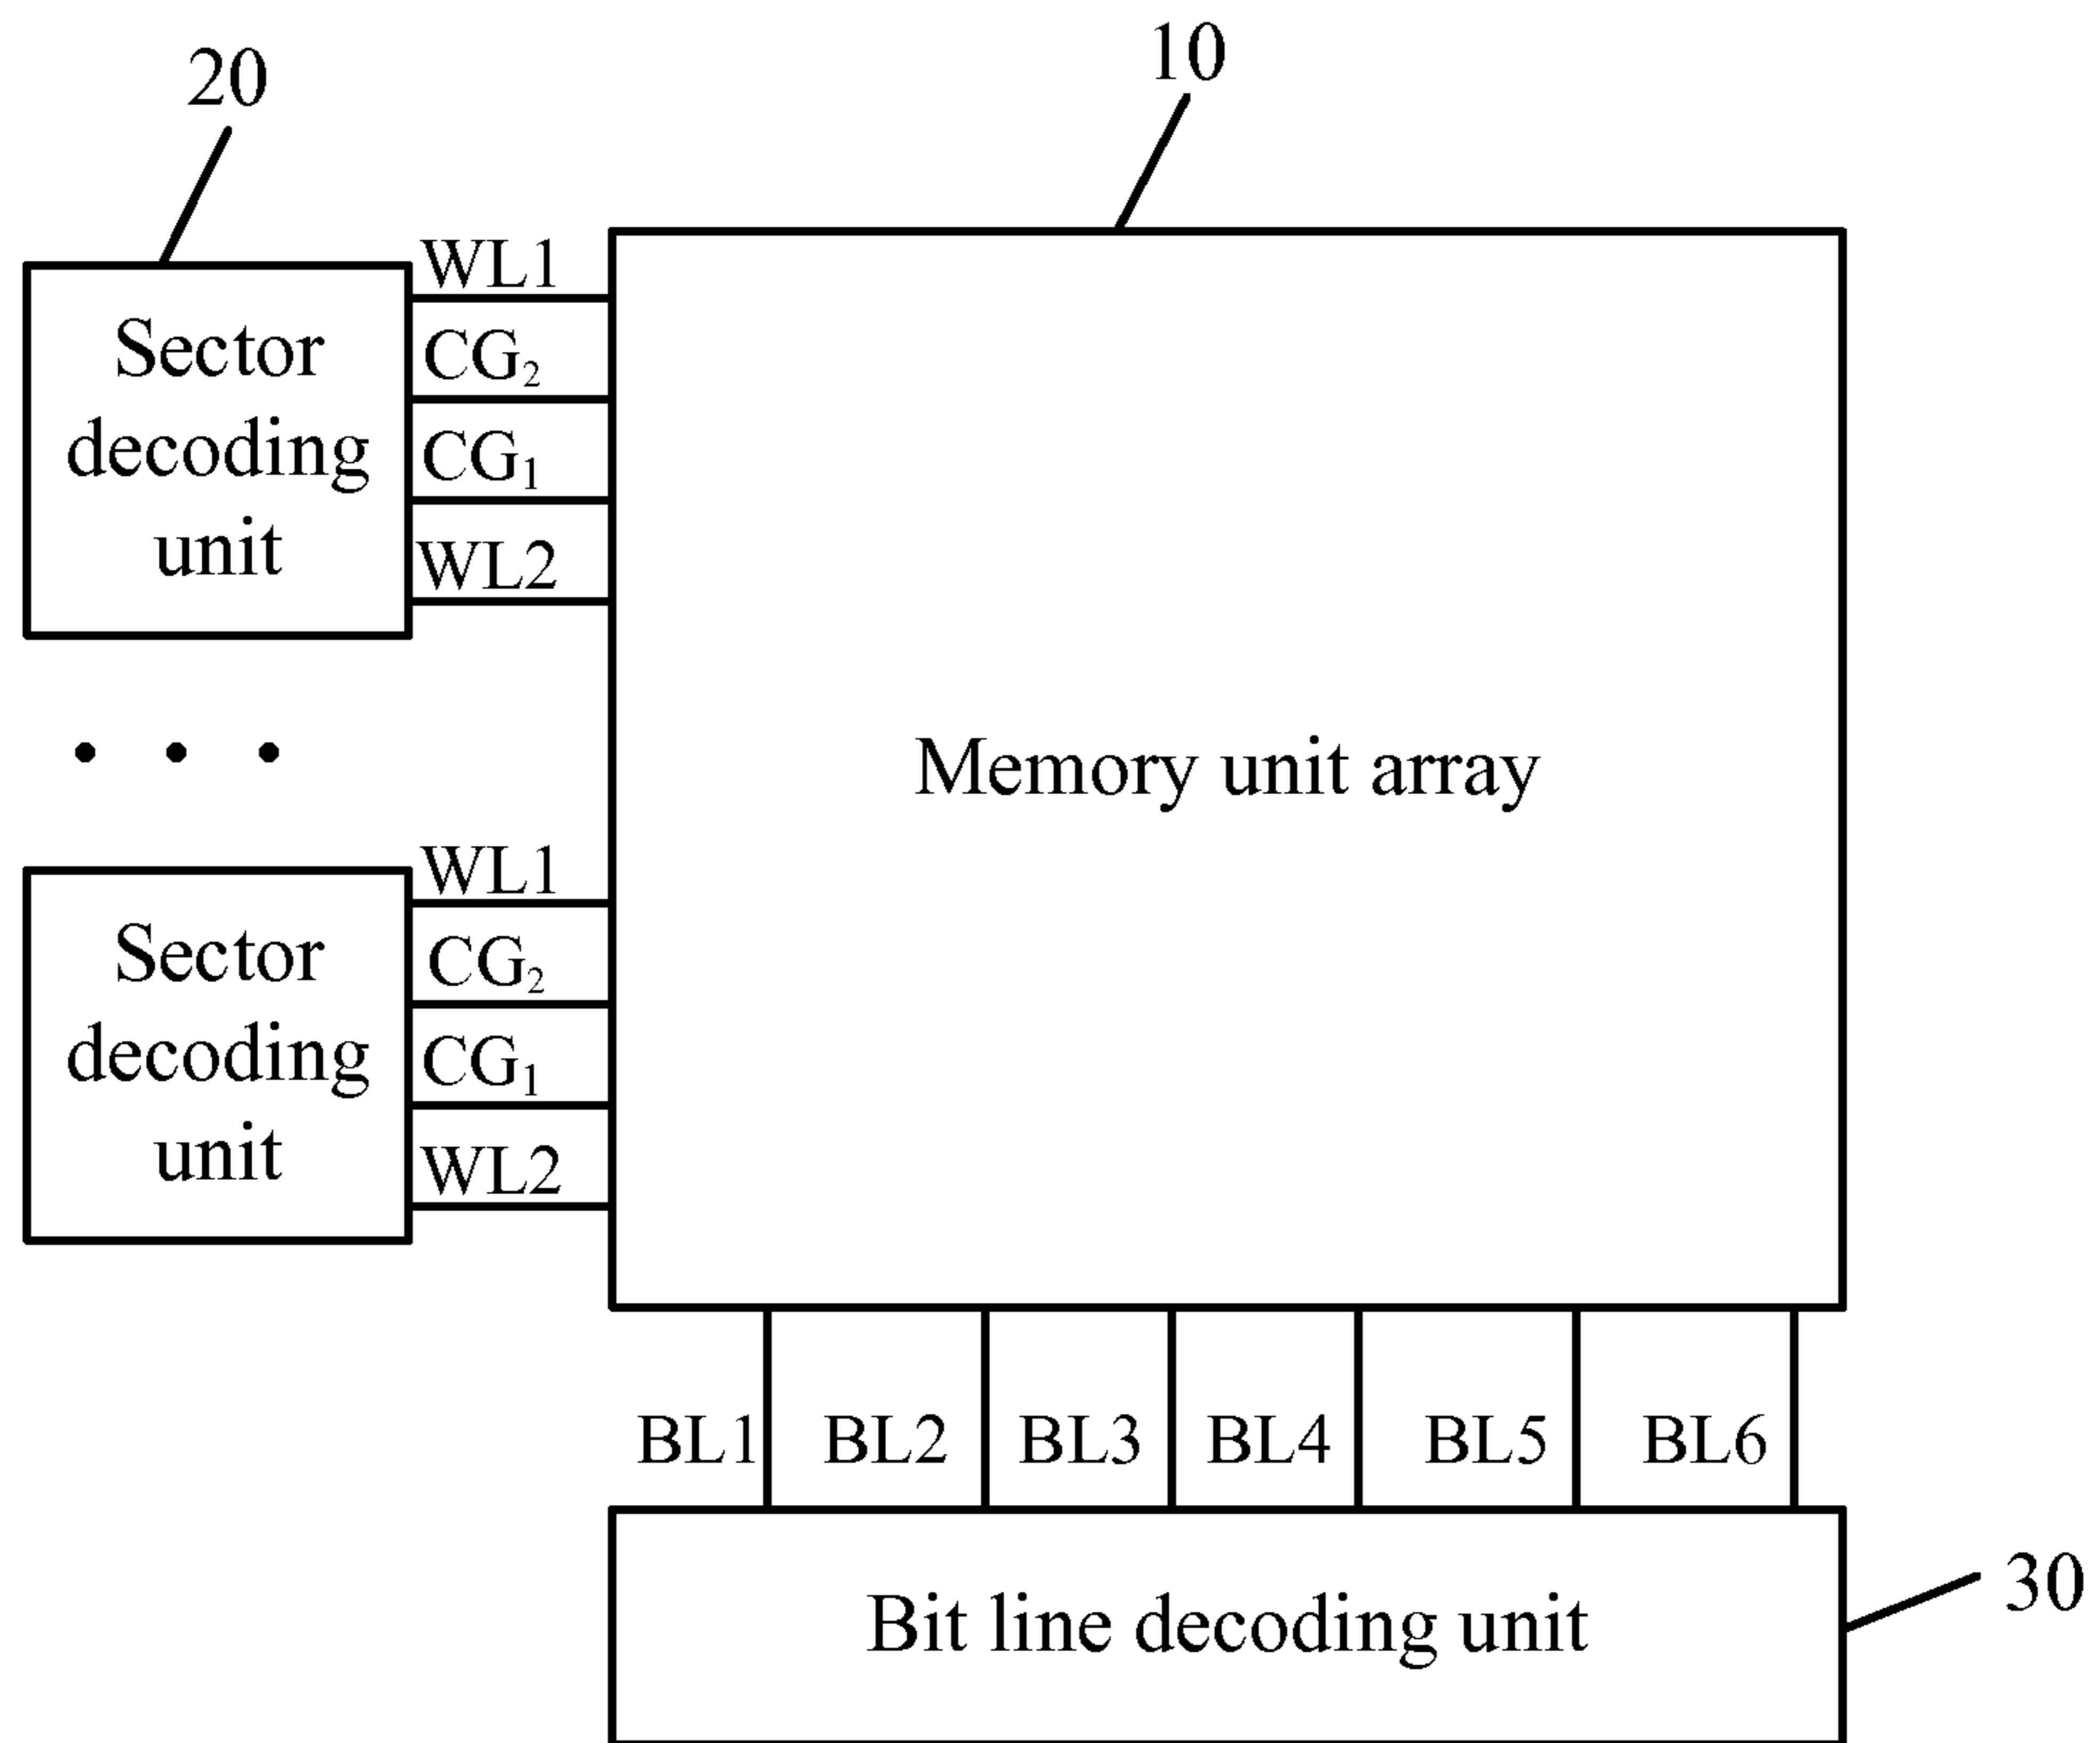 20
10
WL1
Sector
decoding
unit
CG₂
CG₁
WL2
Memory unit array
WL1
Sector
decoding
unit
CG₂
CG₁
WL2
BL1 BL2 BL3 BL4 BL5 BL6
Bit line decoding unit
30